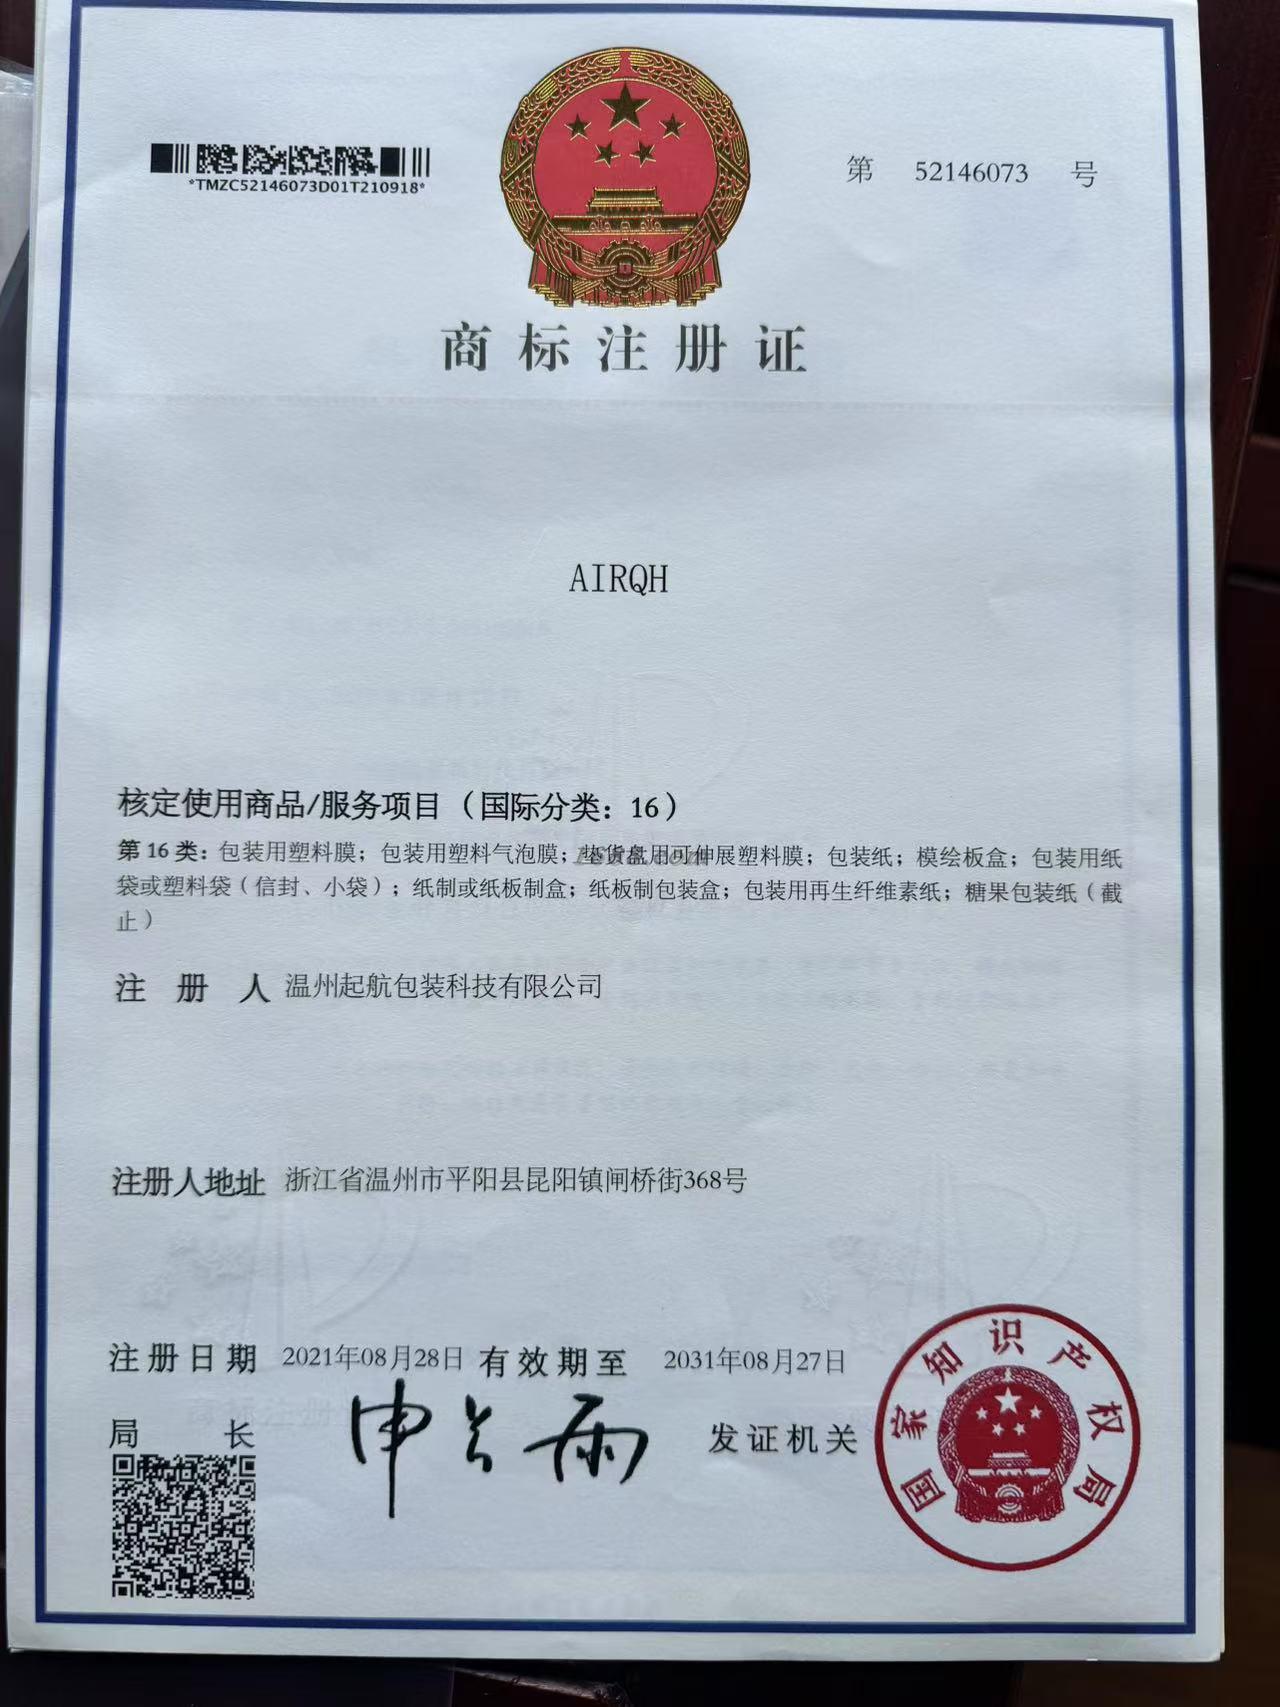 *TMZC52146073D01T210918*
第 52146073 号
商标注册证
AIRQH
核定使用商品/服务项目（国际分类：16）
第16类：包装用塑料膜；包装用塑料气泡膜；垫货盘用可伸展塑料膜；包装纸；模绘板盒；包装用纸
袋或塑料袋（信封、小袋）；纸制或纸板制盒；纸板制包装盒；包装用再生纤维素纸；糖果包装纸（截
止）
注册人 温州起航包装科技有限公司
注册人地址 浙江省温州市平阳县昆阳镇闸桥街368号
注册日期 2021年08月28日 有效期至 2031年08月27日
局长 申长雨 发证机关
国家知识产权局